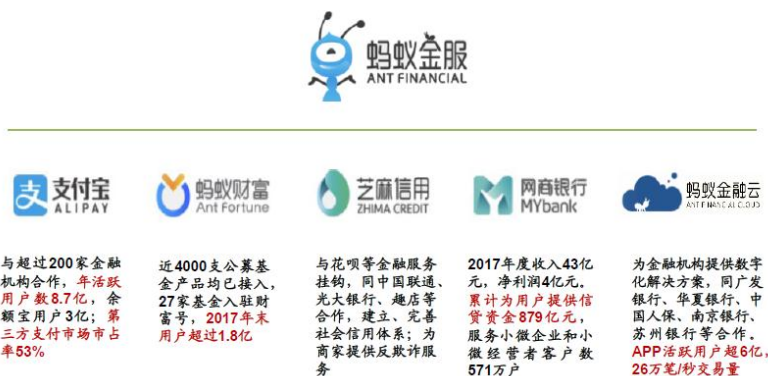 蚂蚁金服
ANT FINANCIAL
支付宝
ALIPAY
蚂蚁财富
Ant Fortune
芝麻信用
ZHIMA CREDIT
网商银行
MYbank
蚂蚁金融云
ANT FINANCIAL CLOUD
与超过200家金融
机构合作，年活跃
用户数8.7亿，余
额宝用户3亿；第
三方支付市场市占
率53%
近4000支公募基
金产品均已接入，
27家基金入驻财
富号，2017年末
用户超过1.8亿
与花呗等金融服务
挂钩，同中国联通、
光大银行、趣店等
合作，建立、完善
社会信用体系；为
商家提供反欺诈服
务
2017年度收入43亿
元，净利润4亿元。
累计为用户提供信
贷资金879亿元，
服务小微企业和小
微经营者客户数
571万户
为金融机构提供数字
化解决方案，同广发
银行、华夏银行、中
国人保、南京银行、
苏州银行等合作。
APP活跃用户超6亿，
26万笔/秒交易量